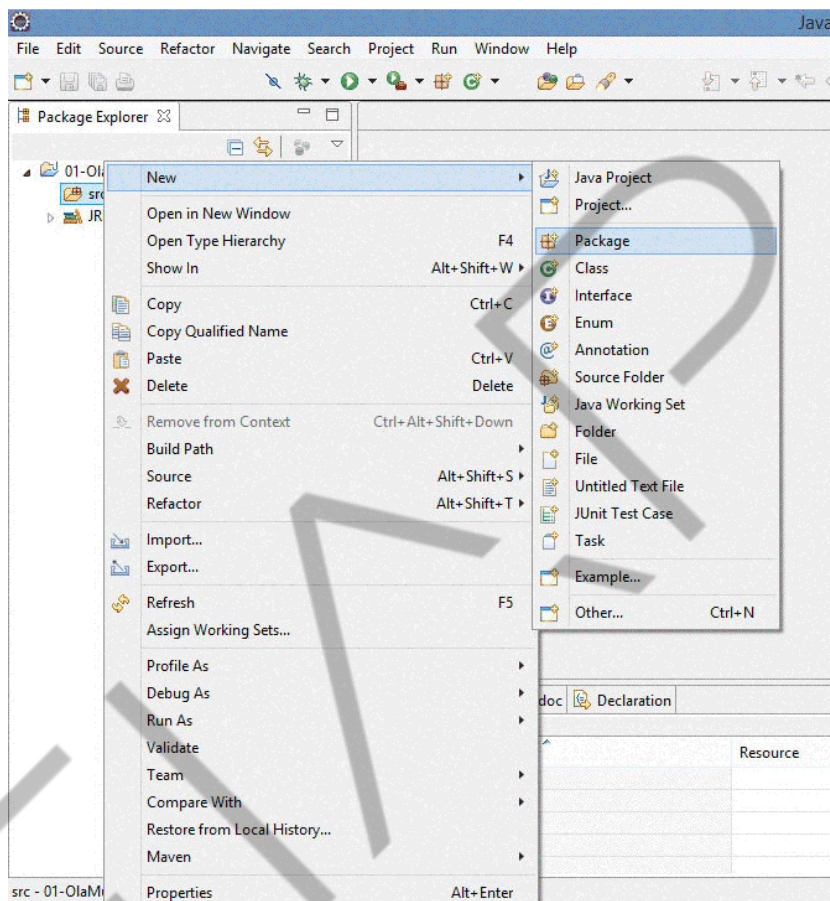 Java
File Edit Source Refactor Navigate Search Project Run Window Help
Package Explorer
01-Ol
src
JR
New
Open in New Window
Open Type Hierarchy F4
Show In Alt+Shift+W
Copy Ctrl+C
Copy Qualified Name
Paste Ctrl+V
Delete Delete
Remove from Context Ctrl+Alt+Shift+Down
Build Path
Source Alt+Shift+S
Refactor Alt+Shift+T
Import...
Export...
Refresh F5
Assign Working Sets...
Profile As
Debug As
Run As
Validate
Team
Compare With
Restore from Local History...
Maven
Properties Alt+Enter
Java Project
Project...
Package
Class
Interface
Enum
Annotation
Source Folder
Java Working Set
Folder
File
Untitled Text File
JUnit Test Case
Task
Example...
Other... Ctrl+N
doc Declaration
Resource
src - 01-OlaM